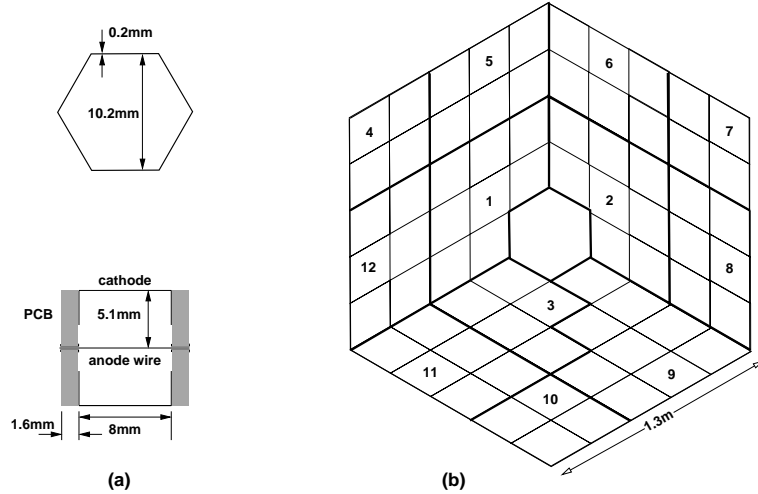 0.2mm
10.2mm
cathode
PCB
5.1mm
anode wire
1.6mm
8mm
(a)
5
6
4
7
1
2
12
8
3
11
9
10
1.3m
(b)